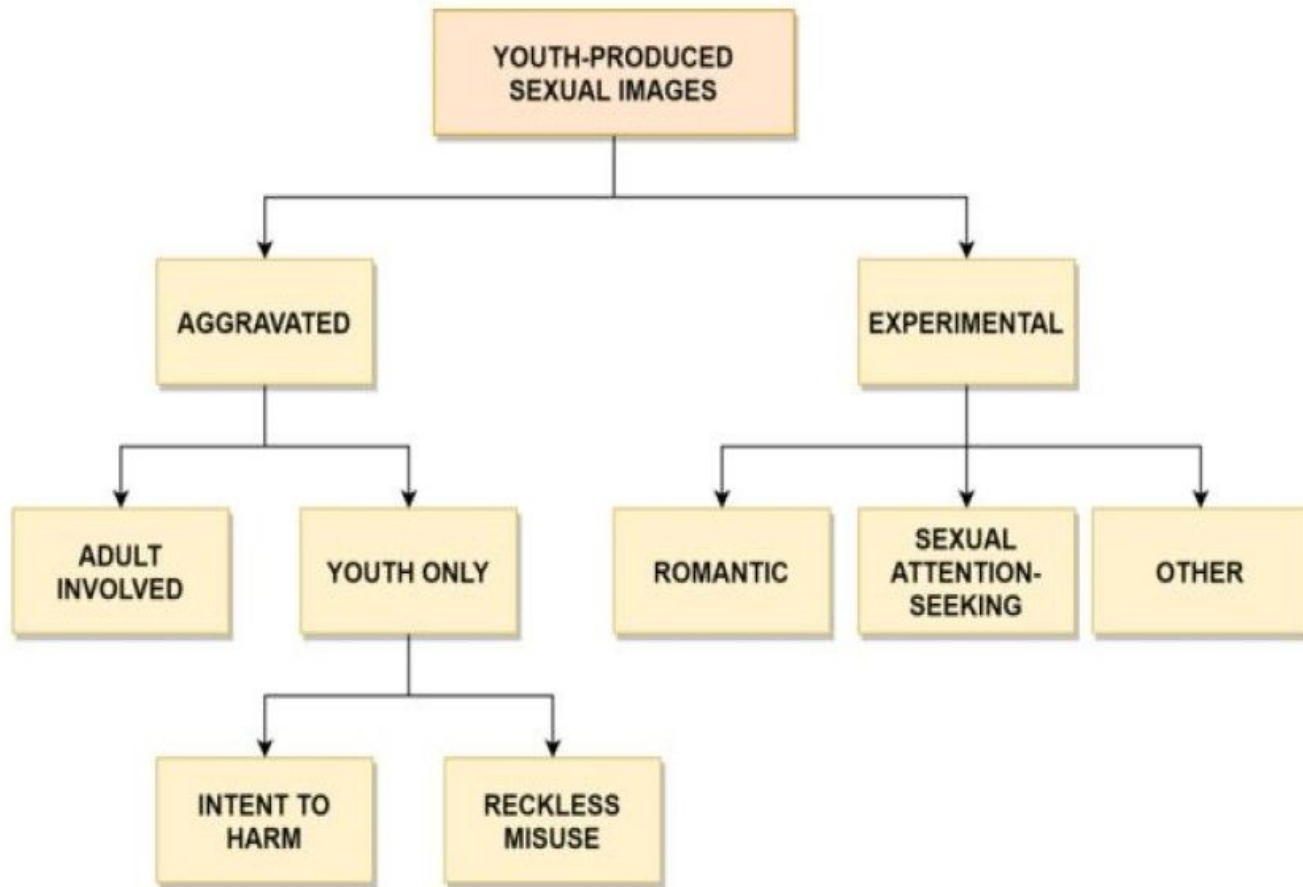 YOUTH-PRODUCED
SEXUAL IMAGES
AGGRAVATED
EXPERIMENTAL
ADULT
INVOLVED
YOUTH ONLY
ROMANTIC
SEXUAL
ATTENTION-
SEEKING
OTHER
INTENT TO
HARM
RECKLESS
MISUSE